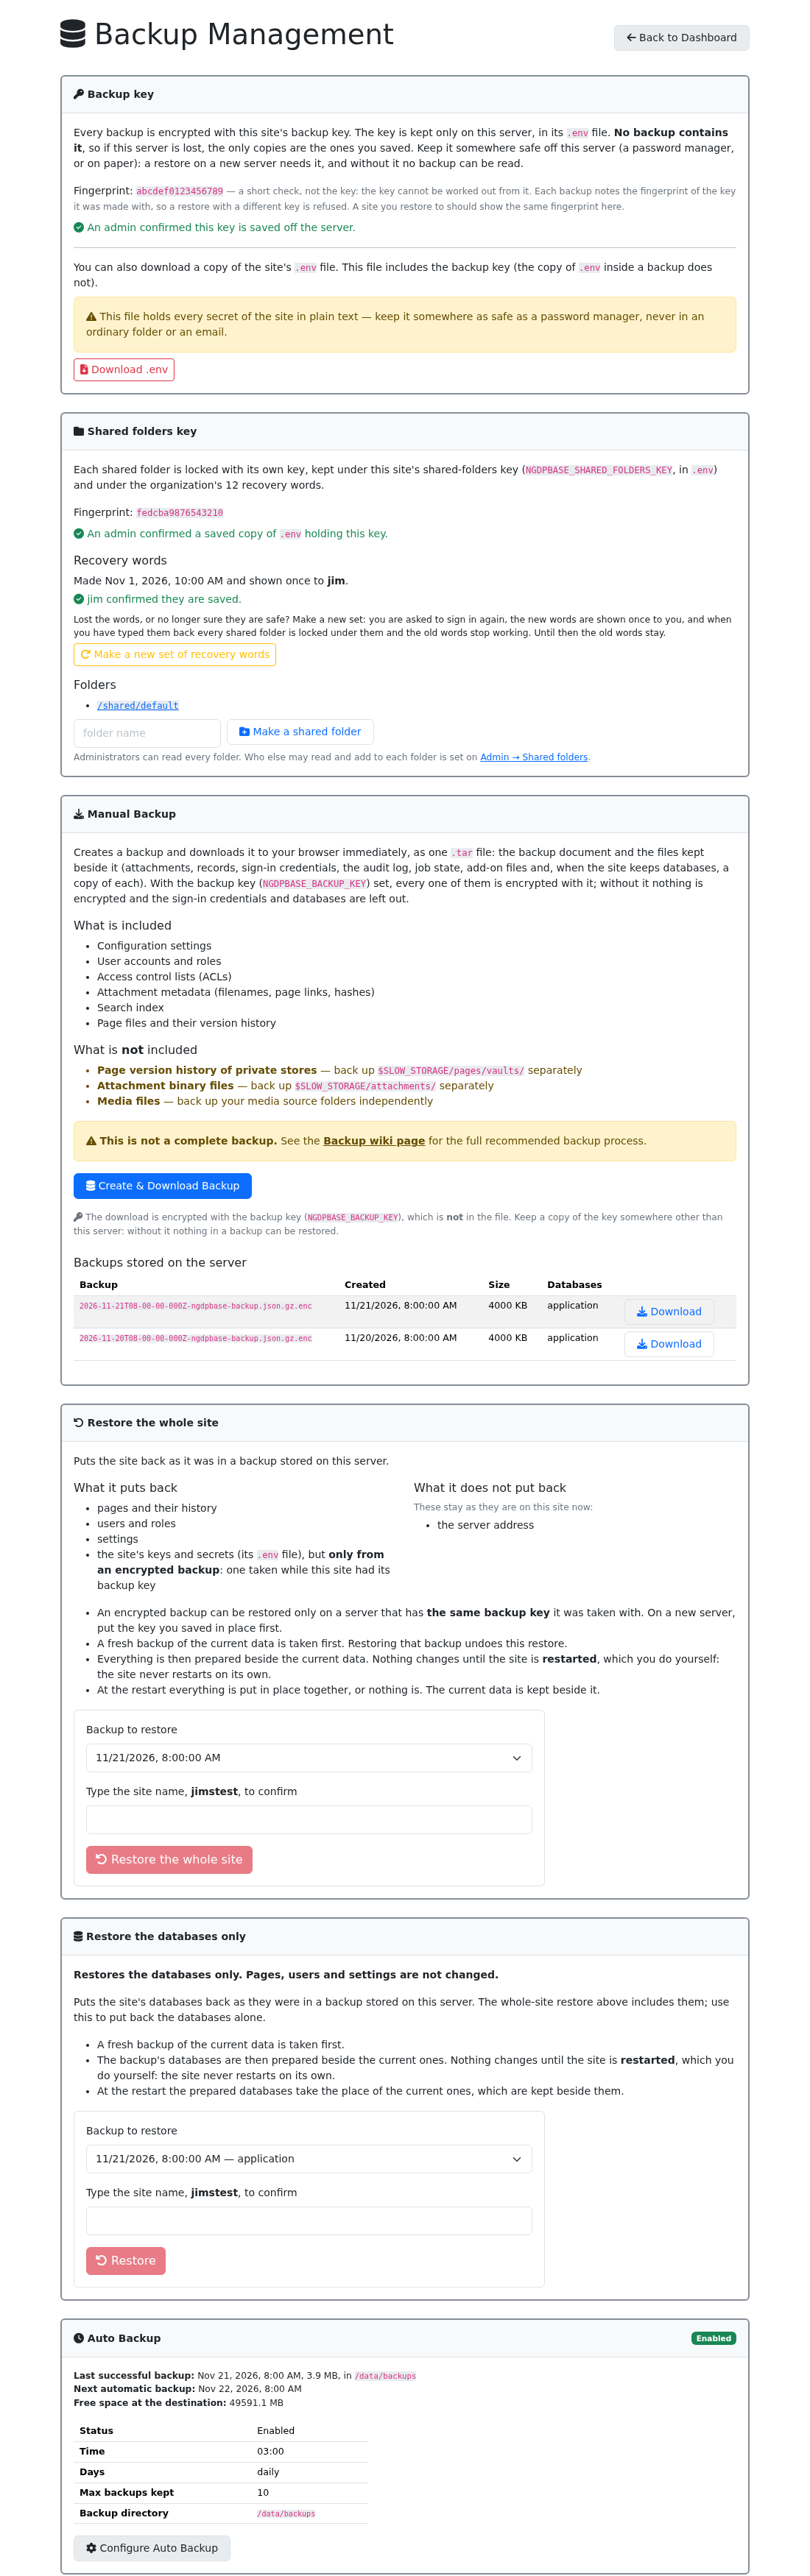 Backup Management
Back to Dashboard
Backup key
Every backup is encrypted with this site's backup key. The key is kept only on this server, in its .env file. No backup contains
it, so if this server is lost, the only copies are the ones you saved. Keep it somewhere safe off this server (a password manager,
or on paper): a restore on a new server needs it, and without it no backup can be read.
Fingerprint: abcdef0123456789 — a short check, not the key: the key cannot be worked out from it. Each backup notes the fingerprint of the key
it was made with, so a restore with a different key is refused. A site you restore to should show the same fingerprint here.
An admin confirmed this key is saved off the server.
You can also download a copy of the site's .env file. This file includes the backup key (the copy of .env inside a backup does
not).
This file holds every secret of the site in plain text — keep it somewhere as safe as a password manager, never in an
ordinary folder or an email.
Download .env
Shared folders key
Each shared folder is locked with its own key, kept under this site's shared-folders key (NGDPBASE_SHARED_FOLDERS_KEY, in .env)
and under the organization's 12 recovery words.
Fingerprint: fedcba9876543210
An admin confirmed a saved copy of .env holding this key.
Recovery words
Made Nov 1, 2026, 10:00 AM and shown once to jim.
jim confirmed they are saved.
Lost the words, or no longer sure they are safe? Make a new set: you are asked to sign in again, the new words are shown once to you, and when
you have typed them back every shared folder is locked under them and the old words stop working. Until then the old words stay.
Make a new set of recovery words
Folders
• /shared/default
folder name
Make a shared folder
Administrators can read every folder. Who else may read and add to each folder is set on Admin → Shared folders.
Manual Backup
Creates a backup and downloads it to your browser immediately, as one .tar file: the backup document and the files kept
beside it (attachments, records, sign-in credentials, the audit log, job state, add-on files and, when the site keeps databases, a
copy of each). With the backup key (NGDPBASE_BACKUP_KEY) set, every one of them is encrypted with it; without it nothing is
encrypted and the sign-in credentials and databases are left out.
What is included
• Configuration settings
• User accounts and roles
• Access control lists (ACLs)
• Attachment metadata (filenames, page links, hashes)
• Search index
• Page files and their version history
What is not included
• Page version history of private stores — back up $SLOW_STORAGE/pages/vaults/ separately
• Attachment binary files — back up $SLOW_STORAGE/attachments/ separately
• Media files — back up your media source folders independently
This is not a complete backup. See the Backup wiki page for the full recommended backup process.
Create & Download Backup
The download is encrypted with the backup key (NGDPBASE_BACKUP_KEY), which is not in the file. Keep a copy of the key somewhere other than
this server: without it nothing in a backup can be restored.
Backups stored on the server
Backup Created Size Databases
2026-11-21T08-00-00-000Z-ngdpbase-backup.json.gz.enc 11/21/2026, 8:00:00 AM 4000 KB application Download
2026-11-20T08-00-00-000Z-ngdpbase-backup.json.gz.enc 11/20/2026, 8:00:00 AM 4000 KB application Download
Restore the whole site
Puts the site back as it was in a backup stored on this server.
What it puts back
• pages and their history
• users and roles
• settings
• the site's keys and secrets (its .env file), but only from
an encrypted backup: one taken while this site had its
backup key
What it does not put back
These stay as they are on this site now:
• the server address
• An encrypted backup can be restored only on a server that has the same backup key it was taken with. On a new server,
put the key you saved in place first.
• A fresh backup of the current data is taken first. Restoring that backup undoes this restore.
• Everything is then prepared beside the current data. Nothing changes until the site is restarted, which you do yourself:
the site never restarts on its own.
• At the restart everything is put in place together, or nothing is. The current data is kept beside it.
Backup to restore
11/21/2026, 8:00:00 AM
Type the site name, jimstest, to confirm
Restore the whole site
Restore the databases only
Restores the databases only. Pages, users and settings are not changed.
Puts the site's databases back as they were in a backup stored on this server. The whole-site restore above includes them; use
this to put back the databases alone.
• A fresh backup of the current data is taken first.
• The backup's databases are then prepared beside the current ones. Nothing changes until the site is restarted, which you
do yourself: the site never restarts on its own.
• At the restart the prepared databases take the place of the current ones, which are kept beside them.
Backup to restore
11/21/2026, 8:00:00 AM — application
Type the site name, jimstest, to confirm
Restore
Auto Backup
Enabled
Last successful backup: Nov 21, 2026, 8:00 AM, 3.9 MB, in /data/backups
Next automatic backup: Nov 22, 2026, 8:00 AM
Free space at the destination: 49591.1 MB
Status Enabled
Time 03:00
Days daily
Max backups kept 10
Backup directory /data/backups
Configure Auto Backup